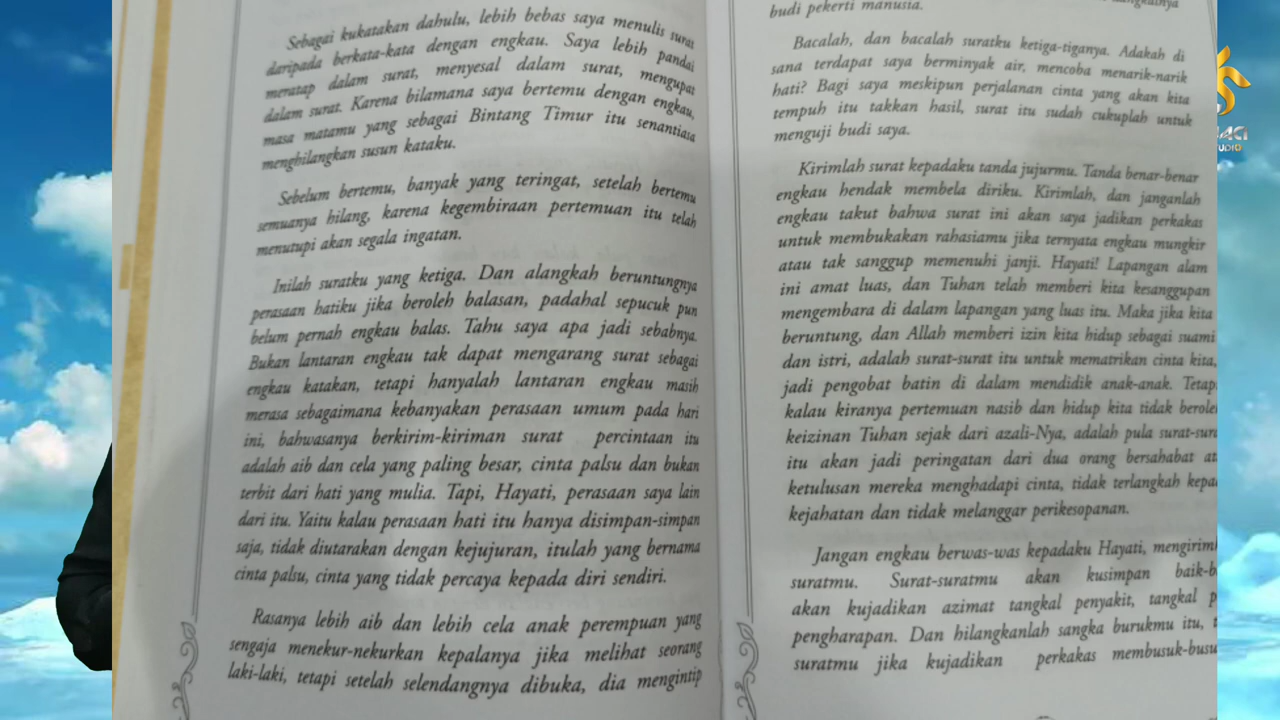 Sebagai kukatakan dahulu, lebih bebas saya menulis surat
daripada berkata-kata dengan engkau. Saya lebih pandai
meratap dalam surat, menyesal dalam surat, mengupat
dalam surat. Karena bilamana saya bertemu dengan engkau,
masa matamu yang sebagai Bintang Timur itu senantiasa
menghilangkan susun kataku.
Sebelum bertemu, banyak yang teringat, setelah bertemu
semuanya hilang, karena kegembiraan pertemuan itu telah
menutupi akan segala ingatan.
Inilah suratku yang ketiga. Dan alangkah beruntungnya
perasaan hatiku jika beroleh balasan, padahal sepucuk pun
belum pernah engkau balas. Tahu saya apa jadi sebabnya.
Bukan lantaran engkau tak dapat mengarang surat sebagai
engkau katakan, tetapi hanyalah lantaran engkau masih
merasa sebagaimana kebanyakan perasaan umum pada hari
ini, bahwasanya berkirim-kiriman surat percintaan itu
adalah aib dan cela yang paling besar, cinta palsu dan bukan
terbit dari hati yang mulia. Tapi, Hayati, perasaan saya lain
dari itu. Yaitu kalau perasaan hati itu hanya disimpan-simpan
saja, tidak diutarakan dengan kejujuran, itulah yang bernama
cinta palsu, cinta yang tidak percaya kepada diri sendiri.
Rasanya lebih aib dan lebih cela anak perempuan yang
sengaja menekur-nekurkan kepalanya jika melihat seorang
laki-laki, tetapi setelah selendangnya dibuka, dia mengintip
budi pekerti manusia.
Bacalah, dan bacalah suratku ketiga-tiganya. Adakah di
sana terdapat saya berminyak air, mencoba menarik-narik
hati? Bagi saya meskipun perjalanan cinta yang akan kita
tempuh itu takkan hasil, surat itu sudah cukuplah untuk
menguji budi saya.
Kirimlah surat kepadaku tanda jujurmu. Tanda benar-benar
engkau hendak membela diriku. Kirimlah, dan janganlah
engkau takut bahwa surat ini akan saya jadikan perkakas
untuk membukakan rahasiamu jika ternyata engkau mungkir
atau tak sanggup memenuhi janji. Hayati! Lapangan alam
ini amat luas, dan Tuhan telah memberi kita kesanggupan
mengembara di dalam lapangan yang luas itu. Maka jika kita
beruntung, dan Allah memberi izin kita hidup sebagai suami
dan istri, adalah surat-surat itu untuk mematrikan cinta kita,
jadi pengobat batin di dalam mendidik anak-anak. Tetap
kalau kiranya pertemuan nasib dan hidup kita tidak berole
keizinan Tuhan sejak dari azali-Nya, adalah pula surat-sur
itu akan jadi peringatan dari dua orang bersahabat at
ketulusan mereka menghadapi cinta, tidak terlangkah kepa
kejahatan dan tidak melanggar perikesopanan.
Jangan engkau berwas-was kepadaku Hayati, mengirim
suratmu. Surat-suratmu akan kusimpan baik-b
akan kujadikan azimat tangkal penyakit, tangkal p
pengharapan. Dan hilangkanlah sangka burukmu itu,
suratmu jika kujadikan perkakas membusuk-busu